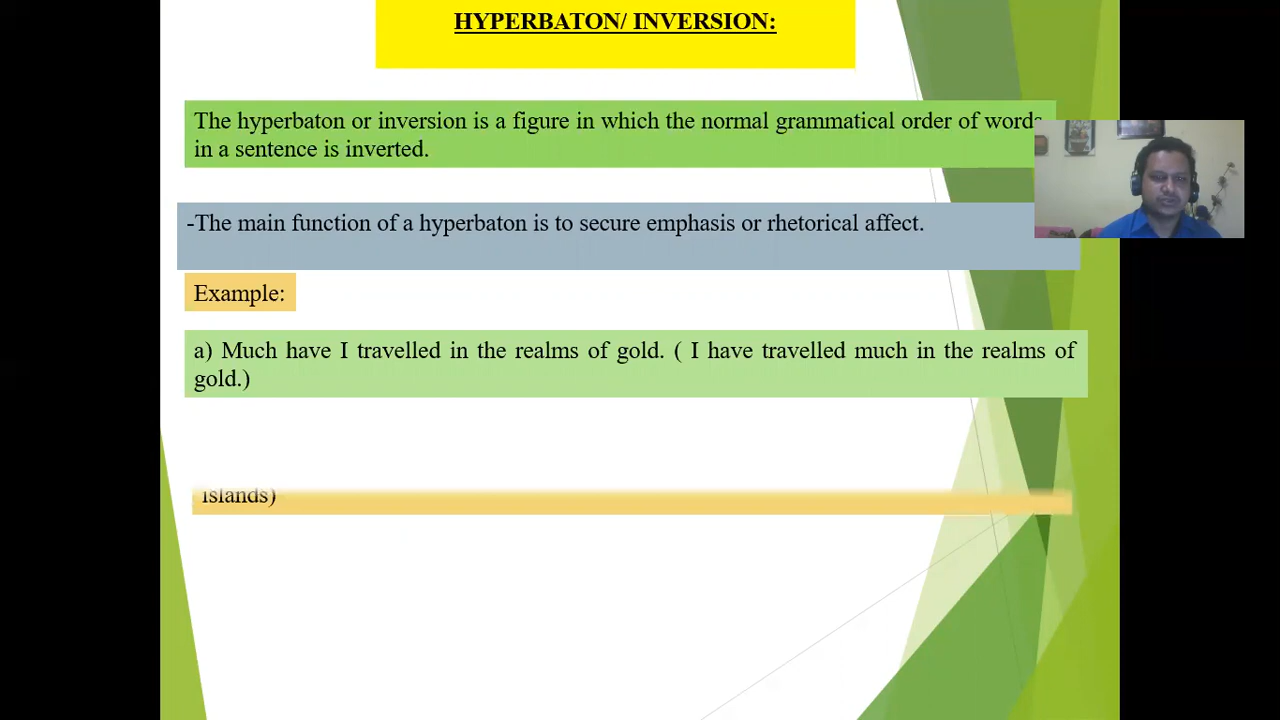 HYPERBATON/ INVERSION:
The hyperbaton or inversion is a figure in which the normal grammatical order of words
in a sentence is inverted.
-The main function of a hyperbaton is to secure emphasis or rhetorical affect.
Example:
a) Much have I travelled in the realms of gold. ( I have travelled much in the realms of
gold.)
islands)